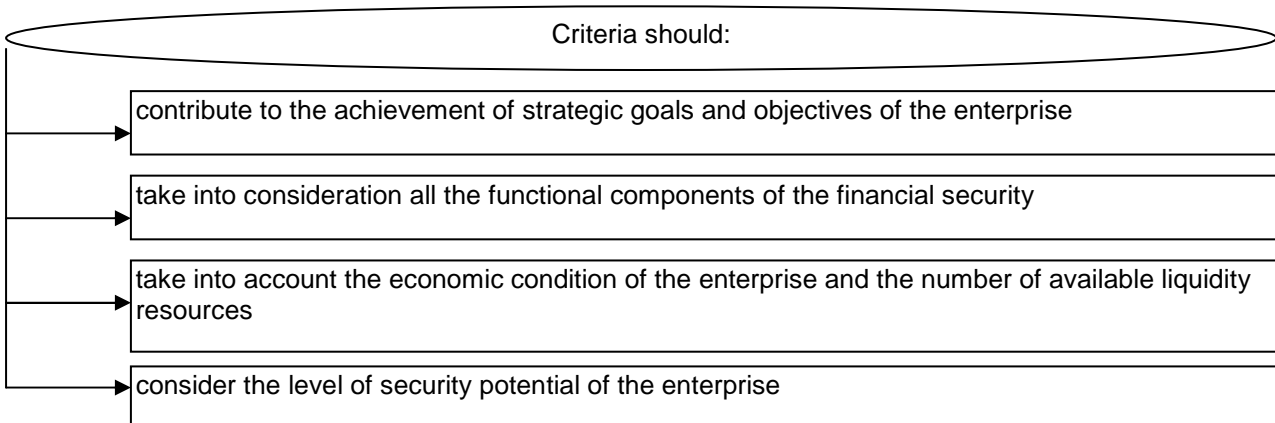 Criteria should:
contribute to the achievement of strategic goals and objectives of the enterprise
take into consideration all the functional components of the financial security
take into account the economic condition of the enterprise and the number of available liquidity
resources
consider the level of security potential of the enterprise